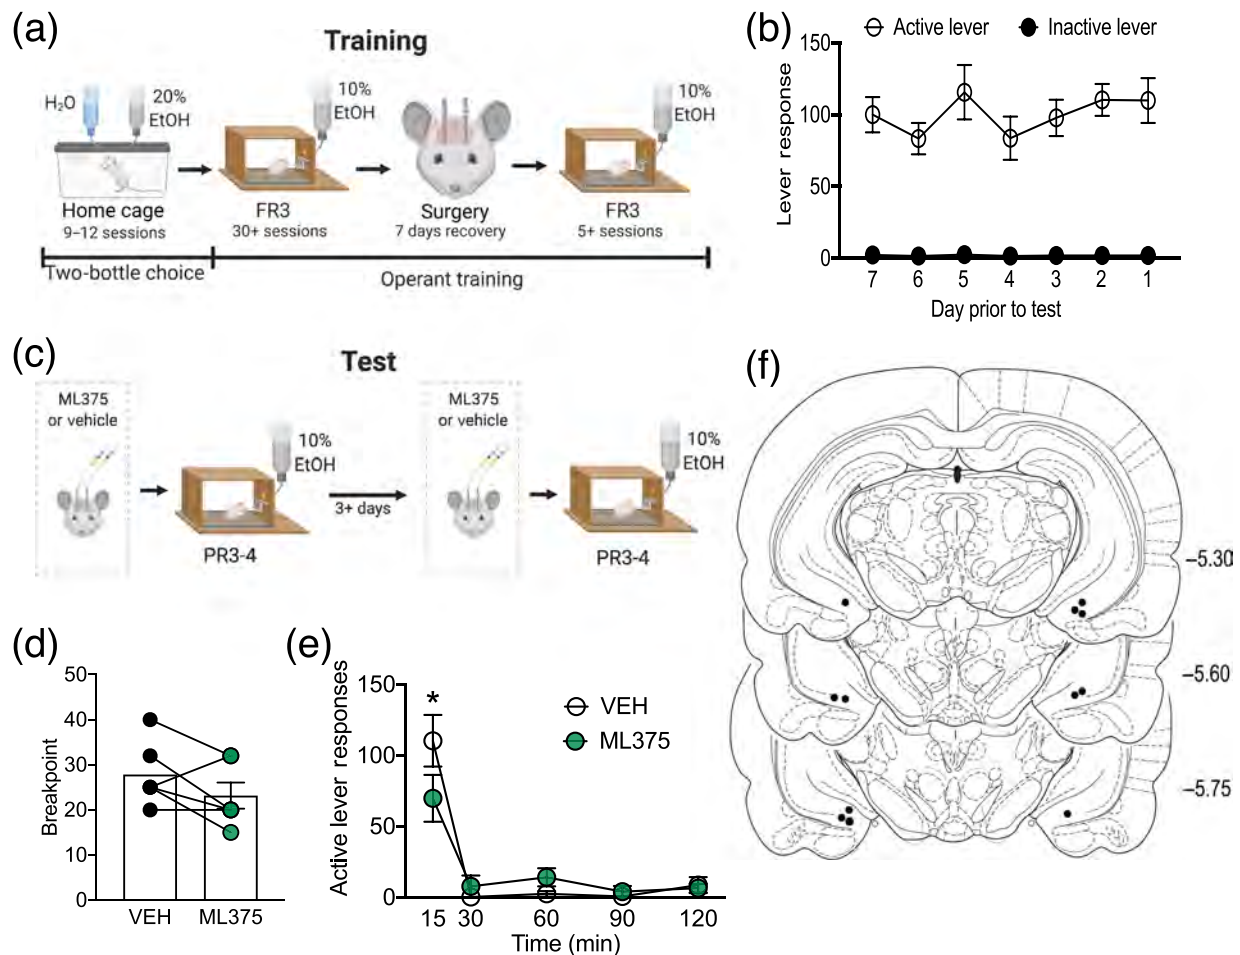 (a)
Training
H₂O
20%
EtOH
10%
EtOH
10%
EtOH
Home cage
9–12 sessions
FR3
30+ sessions
Surgery
7 days recovery
FR3
5+ sessions
Two-bottle choice
Operant training
(b)
Active lever
Inactive lever
Lever response
150
100
50
0
7 6 5 4 3 2 1
Day prior to test
(c)
Test
ML375
or vehicle
10%
EtOH
PR3-4
3+ days
ML375
or vehicle
10%
EtOH
PR3-4
(d)
Breakpoint
50
40
30
20
10
0
VEH ML375
(e)
Active lever responses
150
100
50
0
*
VEH
ML375
15 30 60 90 120
Time (min)
(f)
–5.30
–5.60
–5.75